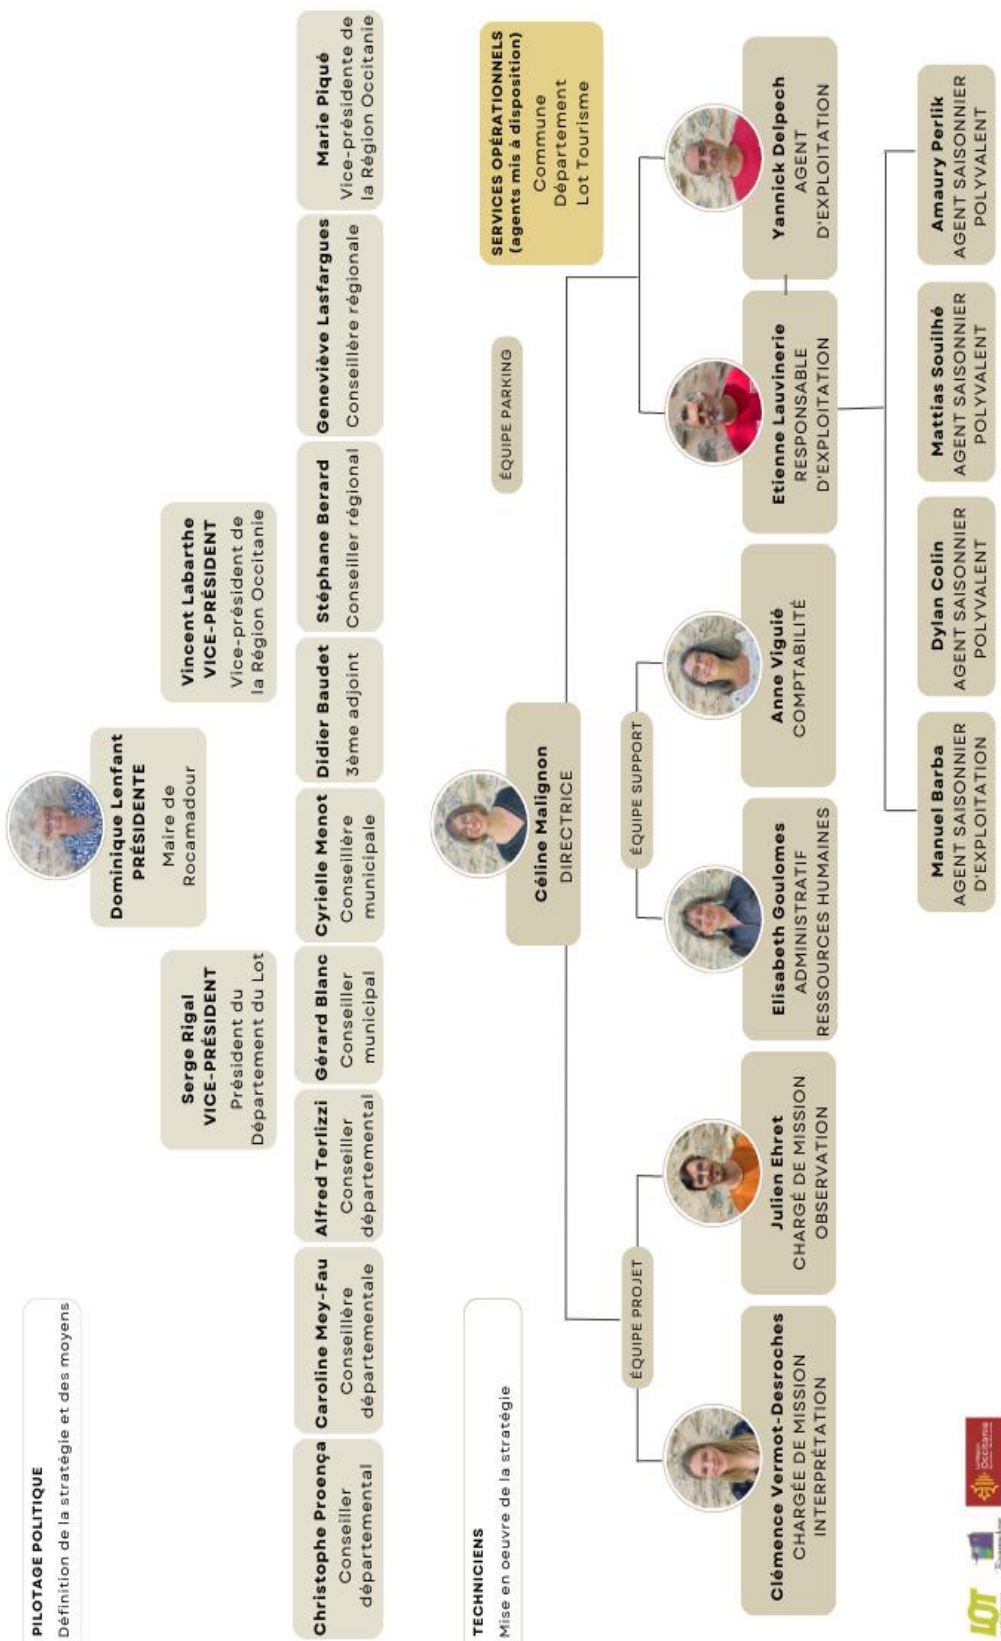 PILOTAGE POLITIQUE
Définition de la stratégie et des moyens
Dominique Lenfant
PRÉSIDENTE
Maire de
Rocamadour
Serge Rigal
VICE-PRÉSIDENT
Président du
Département du Lot
Vincent Labarthe
VICE-PRÉSIDENT
Vice-président de
la Région Occitanie
Christophe Proença
Conseiller
départemental
Caroline Mey-Fau
Conseillère
départementale
Alfred Terlizzi
Conseiller
départemental
Gérard Blanc
Conseiller
municipal
Cyrielle Menot
Conseillère
municipale
Didier Baudet
3ème adjoint
Stéphane Berard
Conseiller régional
Geneviève Lasfargues
Conseillère régionale
Marie Piqué
Vice-présidente de
la Région Occitanie
TECHNICIENS
Mise en oeuvre de la stratégie
Céline Malignon
DIRECTRICE
SERVICES OPÉRATIONNELS
(agents mis à disposition)
Commune
Département
Lot Tourisme
ÉQUIPE PROJET
ÉQUIPE SUPPORT
ÉQUIPE PARKING
Clémence Vermot-Desroches
CHARGÉE DE MISSION
INTERPRÉTATION
Julien Ehret
CHARGÉ DE MISSION
OBSERVATION
Elisabeth Goulomes
ADMINISTRATIF
RESSOURCES HUMAINES
Anne Viguié
COMPTABILITÉ
Etienne Lauvinerie
RESPONSABLE
D'EXPLOITATION
Yannick Delpech
AGENT
D'EXPLOITATION
Manuel Barba
AGENT SAISONNIER
D'EXPLOITATION
Dylan Colin
AGENT SAISONNIER
POLYVALENT
Mattias Souilhé
AGENT SAISONNIER
POLYVALENT
Amaury Perlik
AGENT SAISONNIER
POLYVALENT
LOT
Occitanie